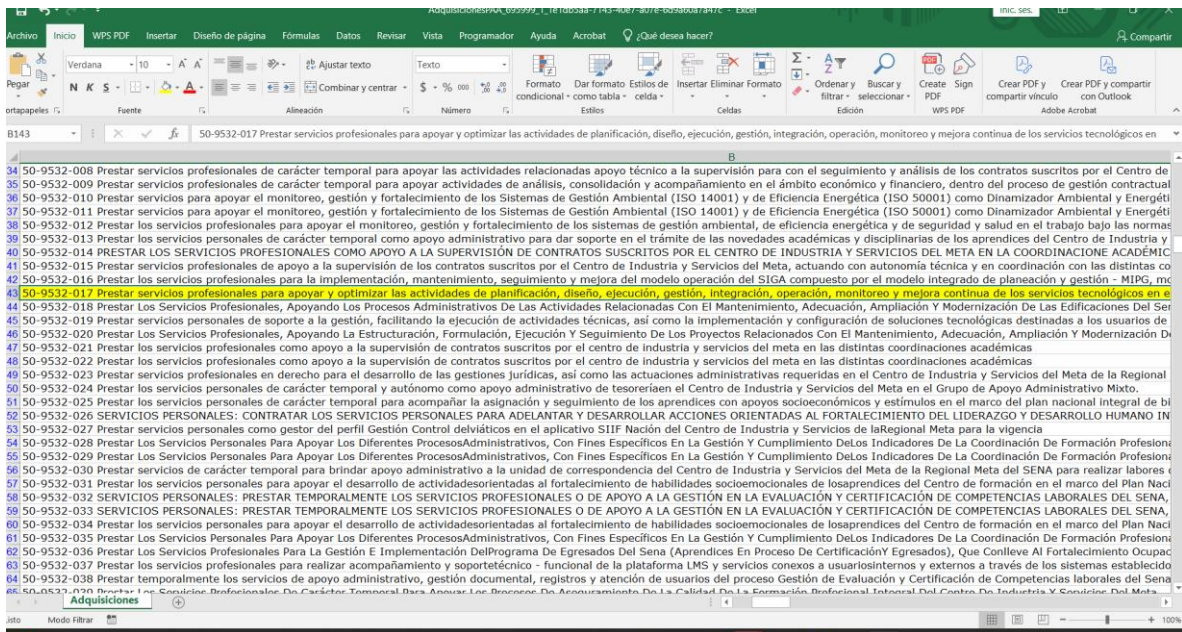 AdquisicionesPAA_695999_1_1e1db5aa-7143-40e7-a07e-6d9a60a7a47c - Excel
Inic. ses.
Archivo Inicio WPS PDF Insertar Diseño de página Fórmulas Datos Revisar Vista Programador Ayuda Acrobat ¿Qué desea hacer? Compartir
Pegar Verdana 10 Ajustar texto Texto Formato condicional Dar formato como tabla Estilos de celda Insertar Eliminar Formato Ordenar y filtrar Buscar y seleccionar Create PDF Sign Crear PDF y compartir vínculo Crear PDF y compartir con Outlook
N K S Combinar y centrar $ % 000
ortapapeles Fuente Alineación Número Estilos Celdas Edición WPS PDF Adobe Acrobat
B143 fx 50-9532-017 Prestar servicios profesionales para apoyar y optimizar las actividades de planificación, diseño, ejecución, gestión, integración, operación, monitoreo y mejora continua de los servicios tecnológicos en
B
34 50-9532-008 Prestar servicios profesionales de carácter temporal para apoyar las actividades relacionadas apoyo técnico a la supervisión para con el seguimiento y análisis de los contratos suscritos por el Centro de
35 50-9532-009 Prestar servicios profesionales de carácter temporal para apoyar actividades de análisis, consolidación y acompañamiento en el ámbito económico y financiero, dentro del proceso de gestión contractual
36 50-9532-010 Prestar servicios para apoyar el monitoreo, gestión y fortalecimiento de los Sistemas de Gestión Ambiental (ISO 14001) y de Eficiencia Energética (ISO 50001) como Dinamizador Ambiental y Energéti
37 50-9532-011 Prestar servicios para apoyar el monitoreo, gestión y fortalecimiento de los Sistemas de Gestión Ambiental (ISO 14001) y de Eficiencia Energética (ISO 50001) como Dinamizador Ambiental y Energéti
38 50-9532-012 Prestar servicios profesionales para apoyar el monitoreo, gestión y fortalecimiento de los sistemas de gestión ambiental, de eficiencia energética y de seguridad y salud en el trabajo bajo las normas
39 50-9532-013 Prestar servicios personales de carácter temporal como apoyo administrativo para dar soporte en el trámite de las novedades académicas y disciplinarias de los aprendices del Centro de Industria y
40 50-9532-014 PRESTAR LOS SERVICIOS PROFESIONALES COMO APOYO A LA SUPERVISIÓN DE CONTRATOS SUSCRITOS POR EL CENTRO DE INDUSTRIA Y SERVICIOS DEL META EN LA COORDINACIONE ACADÉMIC
41 50-9532-015 Prestar servicios profesionales de apoyo a la supervisión de los contratos suscritos por el Centro de Industria y Servicios del Meta, actuando con autonomía técnica y en coordinación con las distintas co
42 50-9532-016 Prestar servicios profesionales para la implementación, mantenimiento, seguimiento y mejora del modelo operación del SIGA compuesto por el modelo integrado de planeación y gestión - MIPG, mo
43 50-9532-017 Prestar servicios profesionales para apoyar y optimizar las actividades de planificación, diseño, ejecución, gestión, integración, operación, monitoreo y mejora continua de los servicios tecnológicos en e
44 50-9532-018 Prestar Los Servicios Profesionales, Apoyando Los Procesos Administrativos De Las Actividades Relacionadas Con El Mantenimiento, Adecuación, Ampliación Y Modernización De Las Edificaciones Del Ser
45 50-9532-019 Prestar servicios personales de soporte a la gestión, facilitando la ejecución de actividades técnicas, así como la implementación y configuración de soluciones tecnológicas destinadas a los usuarios de
46 50-9532-020 Prestar Los Servicios Profesionales, Apoyando La Estructuración, Formulación, Ejecución Y Seguimiento De Los Proyectos Relacionados Con El Mantenimiento, Adecuación, Ampliación Y Modernización De
47 50-9532-021 Prestar los servicios profesionales como apoyo a la supervisión de contratos suscritos por el centro de industria y servicios del meta en las distintas coordinaciones académicas
48 50-9532-022 Prestar los servicios profesionales como apoyo a la supervisión de contratos suscritos por el centro de industria y servicios del meta en las distintas coordinaciones académicas
49 50-9532-023 Prestar servicios profesionales en derecho para el desarrollo de las gestiones jurídicas, así como las actuaciones administrativas requeridas en el Centro de Industria y Servicios del Meta de la Regional
50 50-9532-024 Prestar los servicios personales de carácter temporal y autónomo como apoyo administrativo de tesoreríaen el Centro de Industria y Servicios del Meta en el Grupo de Apoyo Administrativo Mixto.
51 50-9532-025 Prestar los servicios personales de carácter temporal para acompañar la asignación y seguimiento de los aprendices con apoyos socioeconómicos y estímulos en el marco del plan nacional integral de bi
52 50-9532-026 SERVICIOS PERSONALES: CONTRATAR LOS SERVICIOS PERSONALES PARA ADELANTAR Y DESARROLLAR ACCIONES ORIENTADAS AL FORTALECIMIENTO DEL LIDERAZGO Y DESARROLLO HUMANO IN
53 50-9532-027 Prestar servicios personales como gestor del perfil Gestión Control delviáticos en el aplicativo SIIF Nación del Centro de Industria y Servicios de laRegional Meta para la vigencia
54 50-9532-028 Prestar Los Servicios Personales Para Apoyar Los Diferentes ProcesosAdministrativos, Con Fines Específicos En La Gestión Y Cumplimiento DeLos Indicadores De La Coordinación De Formación Profesiona
55 50-9532-029 Prestar Los Servicios Personales Para Apoyar Los Diferentes ProcesosAdministrativos, Con Fines Específicos En La Gestión Y Cumplimiento DeLos Indicadores De La Coordinación De Formación Profesiona
56 50-9532-030 Prestar servicios de carácter temporal para brindar apoyo administrativo a la unidad de correspondencia del Centro de Industria y Servicios del Meta de la Regional Meta del SENA para realizar labores
57 50-9532-031 Prestar los servicios personales para apoyar el desarrollo de actividadesorientadas al fortalecimiento de habilidades socioemocionales de losaprendices del Centro de formación en el marco del Plan Naci
58 50-9532-032 SERVICIOS PERSONALES: PRESTAR TEMPORALMENTE LOS SERVICIOS PROFESIONALES O DE APOYO A LA GESTIÓN EN LA EVALUACIÓN Y CERTIFICACIÓN DE COMPETENCIAS LABORALES DEL SENA,
59 50-9532-033 SERVICIOS PERSONALES: PRESTAR TEMPORALMENTE LOS SERVICIOS PROFESIONALES O DE APOYO A LA GESTIÓN EN LA EVALUACIÓN Y CERTIFICACIÓN DE COMPETENCIAS LABORALES DEL SENA,
60 50-9532-034 Prestar los servicios personales para apoyar el desarrollo de actividadesorientadas al fortalecimiento de habilidades socioemocionales de losaprendices del Centro de formación en el marco del Plan Naci
61 50-9532-035 Prestar Los Servicios Personales Para Apoyar Los Diferentes ProcesosAdministrativos, Con Fines Específicos En La Gestión Y Cumplimiento DeLos Indicadores De La Coordinación De Formación Profesiona
62 50-9532-036 Prestar Los Servicios Profesionales Para La Gestión E Implementación DelPrograma De Egresados Del Sena (Aprendices En Proceso De CertificaciónY Egresados), Que Conlleve Al Fortalecimiento Ocupac
63 50-9532-037 Prestar los servicios profesionales para realizar acompañamiento y soportetécnico - funcional de la plataforma LMS y servicios conexos a usuariosinternos y externos a través de los sistemas establecido
64 50-9532-038 Prestar temporalmente los servicios de apoyo administrativo, gestión documental, registros y atención de usuarios del proceso Gestión de Evaluación y Certificación de Competencias laborales del Sena
65 50-9532-039 Prestar Los Servicios Profesionales De Carácter Temporal Para Apoyar Los Procesos De Aseguramiento De La Calidad De La Formación Profesional Integral Del Centro De Industria Y Servicios Del Meta
Adquisiciones
isto Modo Filtrar 100%